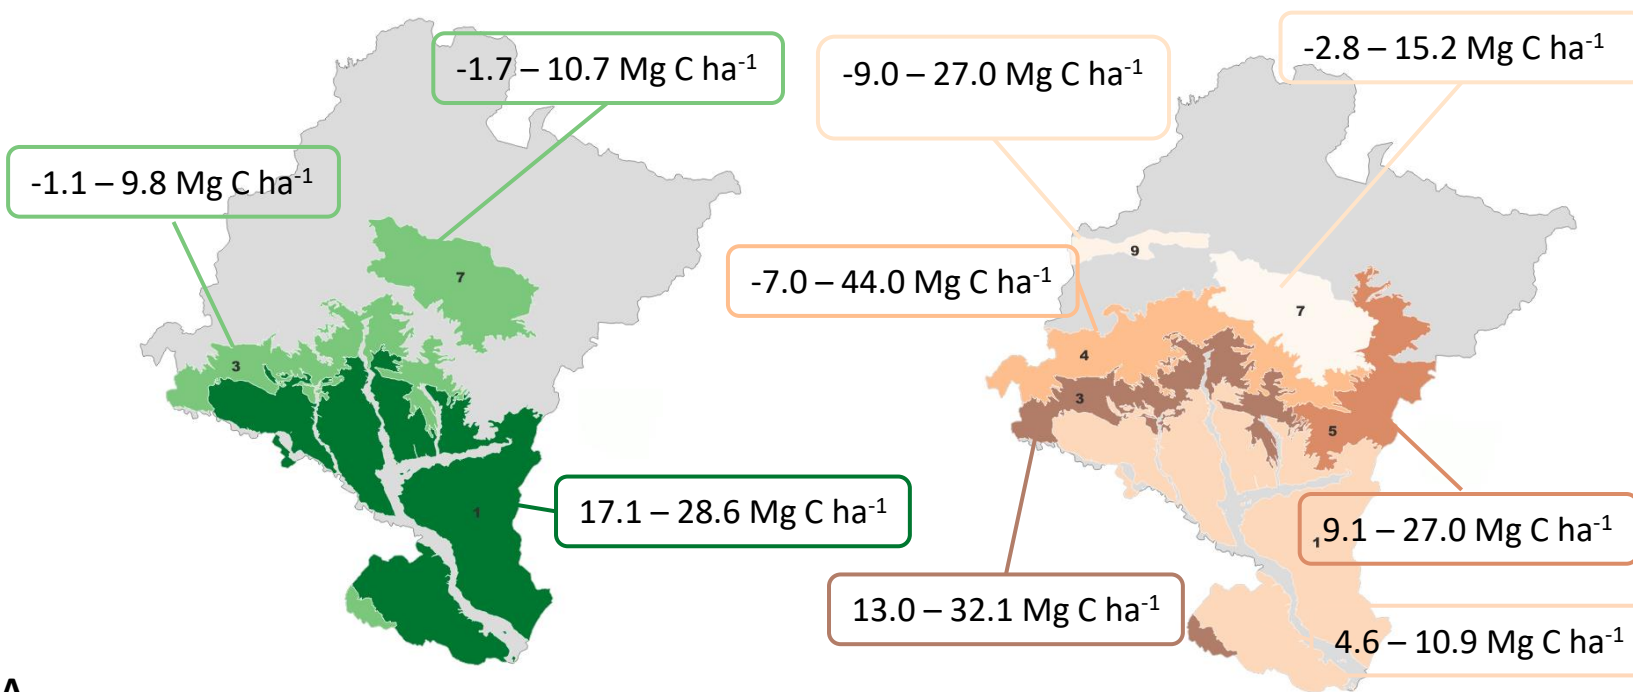 -1.7 – 10.7 Mg C ha-1
-1.1 – 9.8 Mg C ha-1
7
3
1
17.1 – 28.6 Mg C ha-1
A
-2.8 – 15.2 Mg C ha-1
-9.0 – 27.0 Mg C ha-1
9
-7.0 – 44.0 Mg C ha-1
7
4
3
5
1
9.1 – 27.0 Mg C ha-1
13.0 – 32.1 Mg C ha-1
4.6 – 10.9 Mg C ha-1